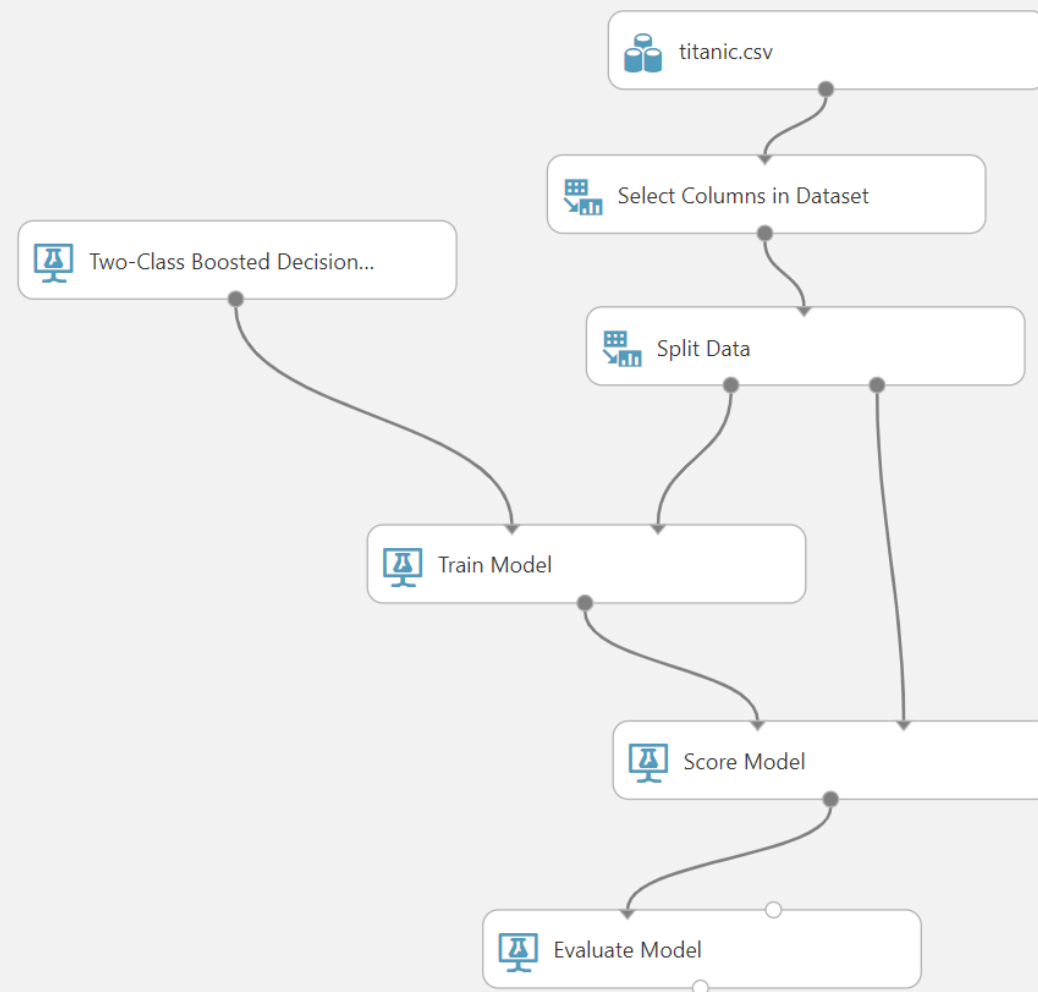 titanic.csv
Select Columns in Dataset
Two-Class Boosted Decision...
Split Data
Train Model
Score Model
Evaluate Model